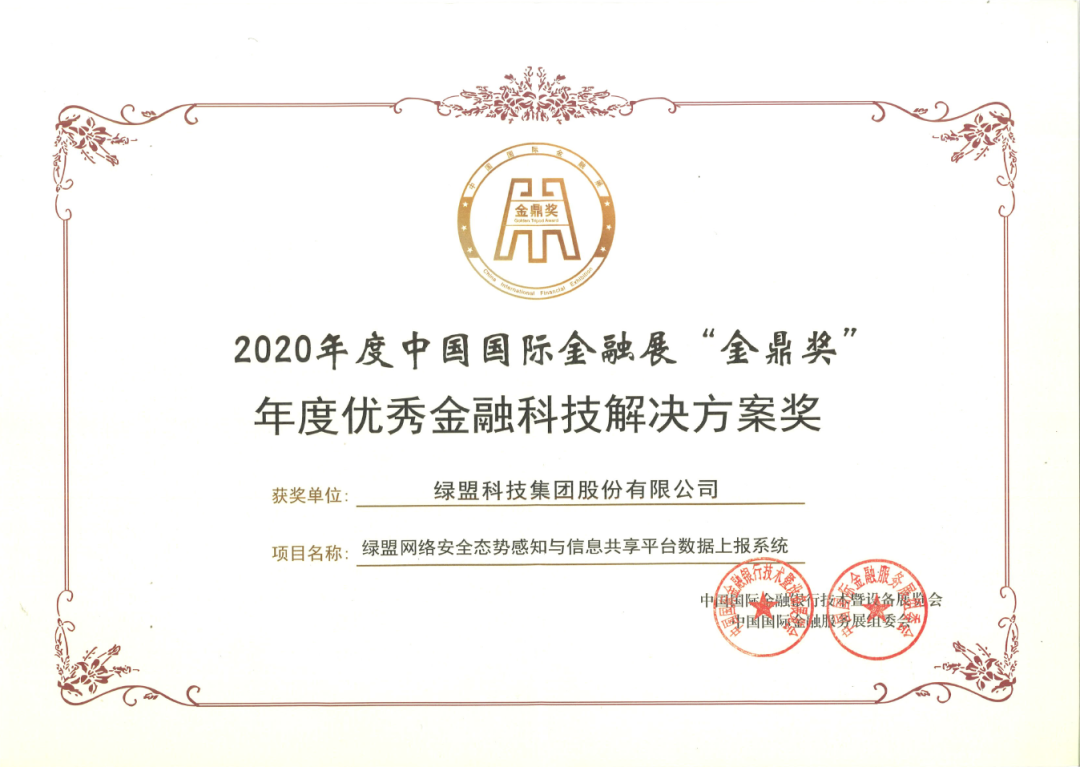 中国国际金融展
金鼎奖
Golden Tripod Award
China International Financial Exhibition
2020年度中国国际金融展“金鼎奖”
年度优秀金融科技解决方案奖
获奖单位: 绿盟科技集团股份有限公司
项目名称: 绿盟网络安全态势感知与信息共享平台数据上报系统
中国国际金融银行技术暨设备展览会
中国国际金融服务展组委会